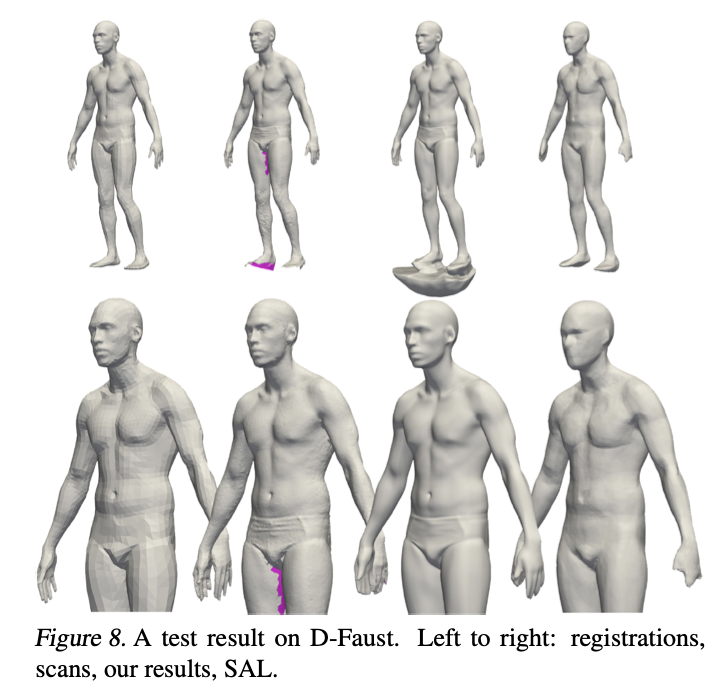 Figure 8. A test result on D-Faust. Left to right: registrations,
scans, our results, SAL.